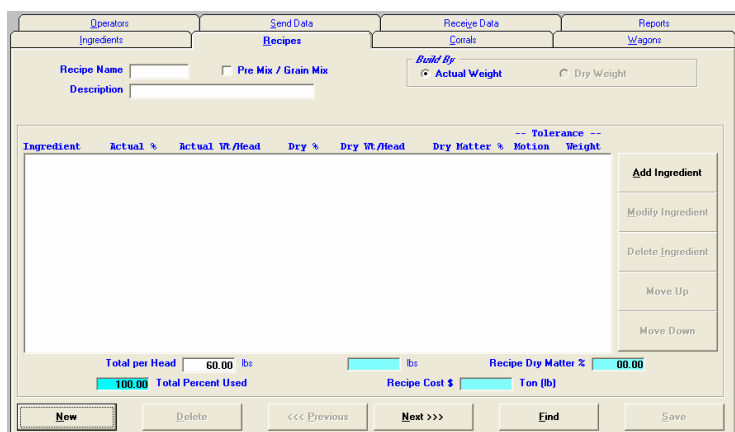 Operators Send Data Receive Data Reports
Ingredients Recipes Corrals Wagons
Build By
Recipe Name Pre Mix / Grain Mix Actual Weight Dry Weight
Description
-- Tolerance --
Ingredient Actual % Actual Wt/Head Dry % Dry Wt/Head Dry Matter % Motion Weight
Add Ingredient
Modify Ingredient
Delete Ingredient
Move Up
Move Down
Total per Head 60.00 lbs lbs Recipe Dry Matter % 00.00
100.00 Total Percent Used Recipe Cost $ Ton (lb)
New Delete <<< Previous Next >>> Find Save